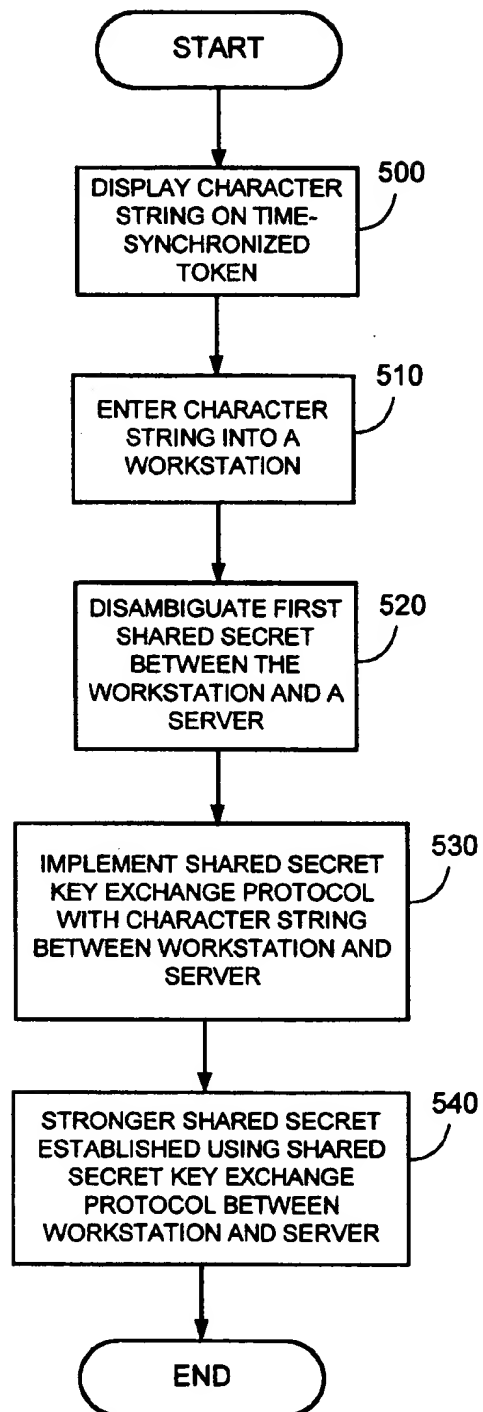 START
500
DISPLAY CHARACTER
STRING ON TIME-
SYNCHRONIZED
TOKEN
510
ENTER CHARACTER
STRING INTO A
WORKSTATION
520
DISAMBIGUATE FIRST
SHARED SECRET
BETWEEN THE
WORKSTATION AND A
SERVER
530
IMPLEMENT SHARED SECRET
KEY EXCHANGE PROTOCOL
WITH CHARACTER STRING
BETWEEN WORKSTATION AND
SERVER
540
STRONGER SHARED SECRET
ESTABLISHED USING SHARED
SECRET KEY EXCHANGE
PROTOCOL BETWEEN
WORKSTATION AND SERVER
END